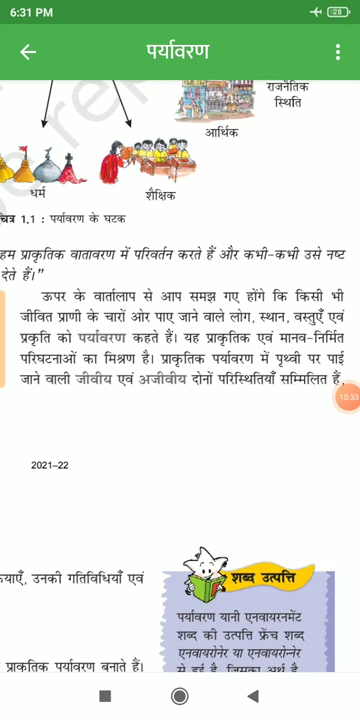 6:31 PM
28
पर्यावरण
राजनैतिक
स्थिति
आर्थिक
धर्म
शैक्षिक
चित्र 1.1 : पर्यावरण के घटक
हम प्राकृतिक वातावरण में परिवर्तन करते हैं और कभी-कभी उसे नष्ट
देते हैं।”
ऊपर के वार्तालाप से आप समझ गए होंगे कि किसी भी
जीवित प्राणी के चारों ओर पाए जाने वाले लोग, स्थान, वस्तुएँ एवं
प्रकृति को पर्यावरण कहते हैं। यह प्राकृतिक एवं मानव-निर्मित
परिघटनाओं का मिश्रण है। प्राकृतिक पर्यावरण में पृथ्वी पर पाई
जाने वाली जीवीय एवं अजीवीय दोनों परिस्थितियाँ सम्मिलित हैं,
10:33
2021–22
शब्द उत्पत्ति
कयाएँ, उनकी गतिविधियाँ एवं
पर्यावरण यानी एनवायरनमेंट
शब्द की उत्पत्ति फ्रेंच शब्द
एनवायरोनेर या एनवायरोन्नेर
प्राकृतिक पर्यावरण बनाते हैं।
से हुई है, जिसका अर्थ है